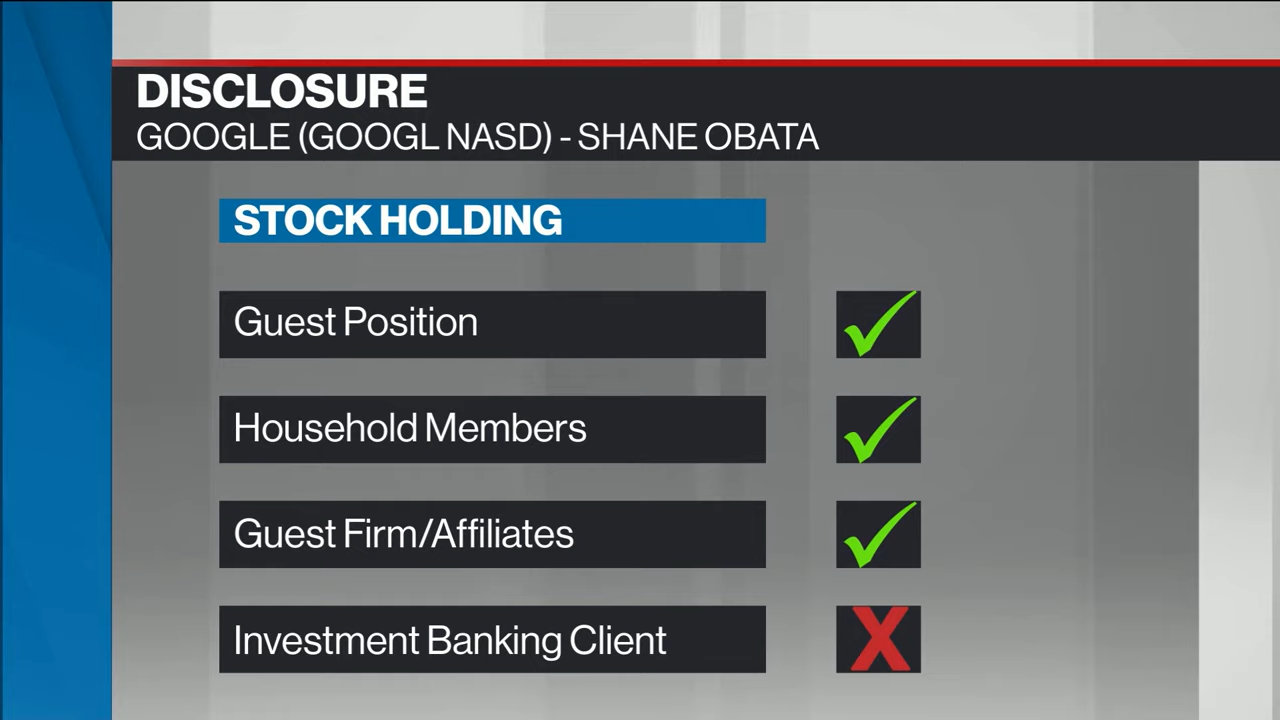 DISCLOSURE
GOOGLE (GOOGL NASD) - SHANE OBATA
STOCK HOLDING
Guest Position
Household Members
Guest Firm/Affiliates
Investment Banking Client